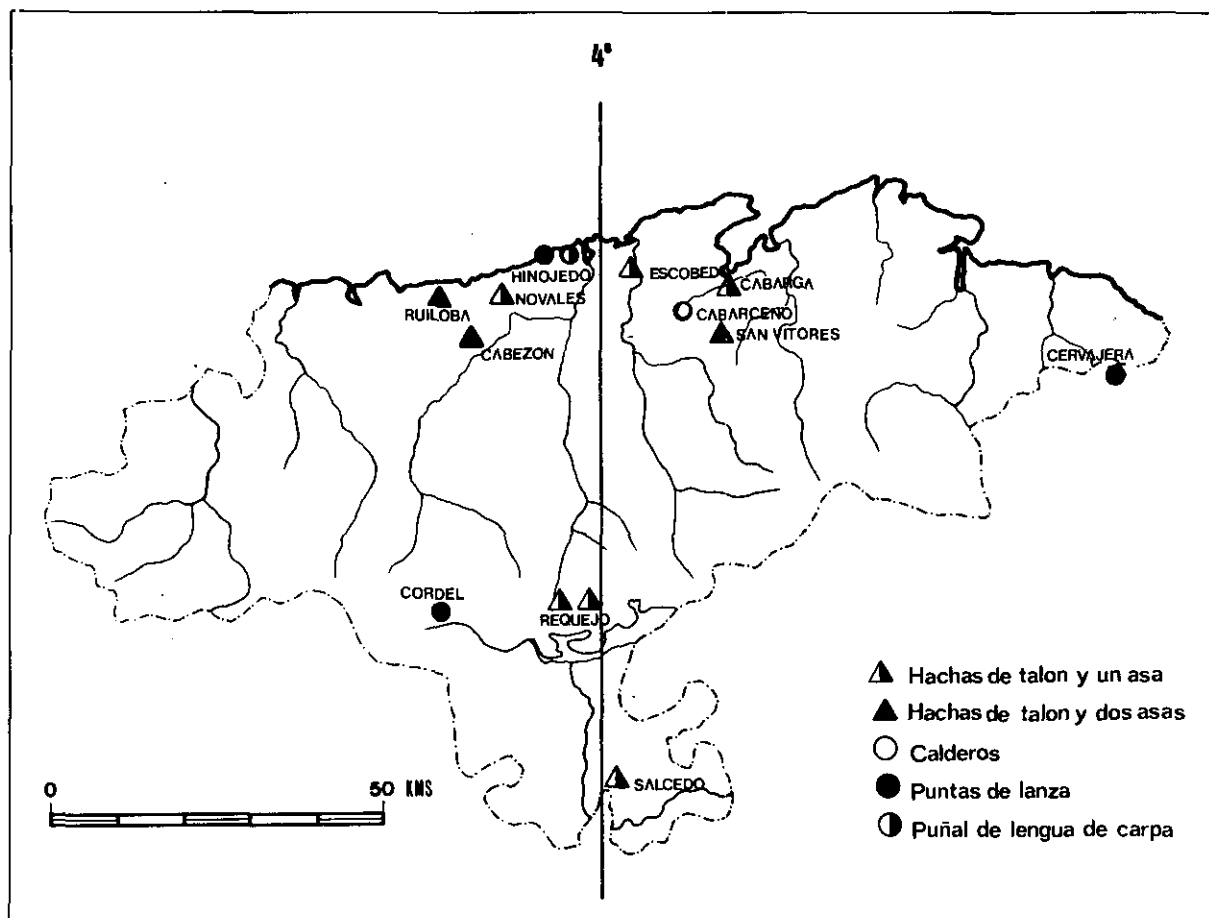 4°
HINOJEDO
NOVALES
RUILOBA
CABEZON
ESCOBEDO
CABARGA
CABARCENO
SAN VITORES
CERVAJERA
CORDEL
REQUEJO
SALCEDO
0 50 KMS
Hachas de talon y un asa
Hachas de talon y dos asas
Calderos
Puntas de lanza
Puñal de lengua de carpa